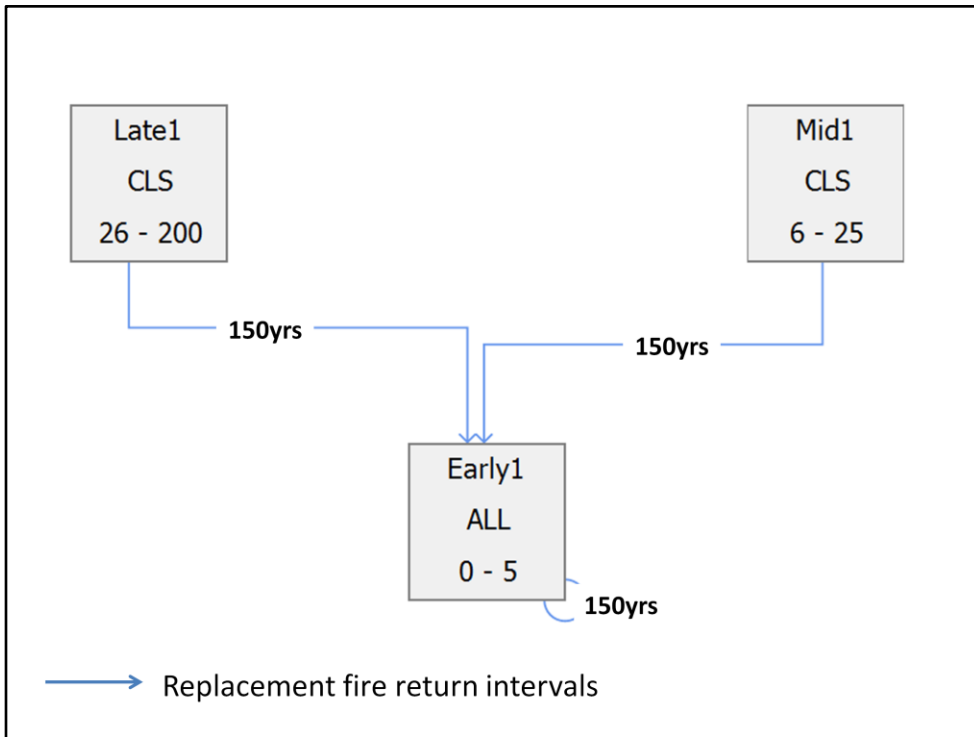 Late1
CLS
26 - 200
Mid1
CLS
6 - 25
150yrs
150yrs
Early1
ALL
0 - 5
150yrs
Replacement fire return intervals